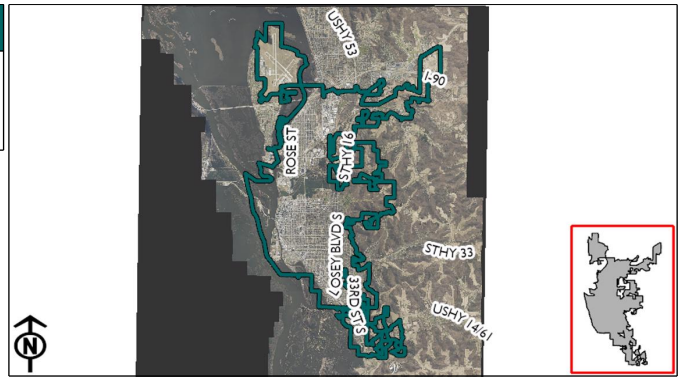 USHY 53
I-90
ROSE ST
STHY 16
LOSEY BLVD S
STHY 33
33RD ST S
USHY 14/61
N